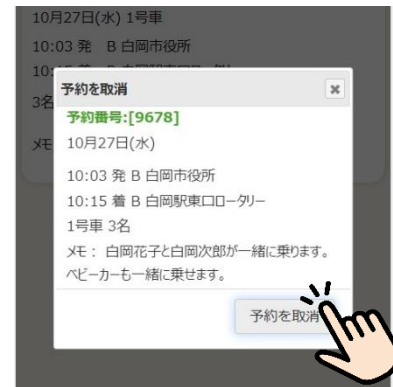 10月27日(水) 1号車
10:03 発 B 白岡市役所
10:
3名
メモ
予約を取消
予約番号:[9678]
10月27日(水)
10:03 発 B 白岡市役所
10:15 着 B 白岡駅東口ロータリー
1号車 3名
メモ： 白岡花子と白岡次郎が一緒に乗ります。
ベビーカーも一緒に乗せます。
予約を取消